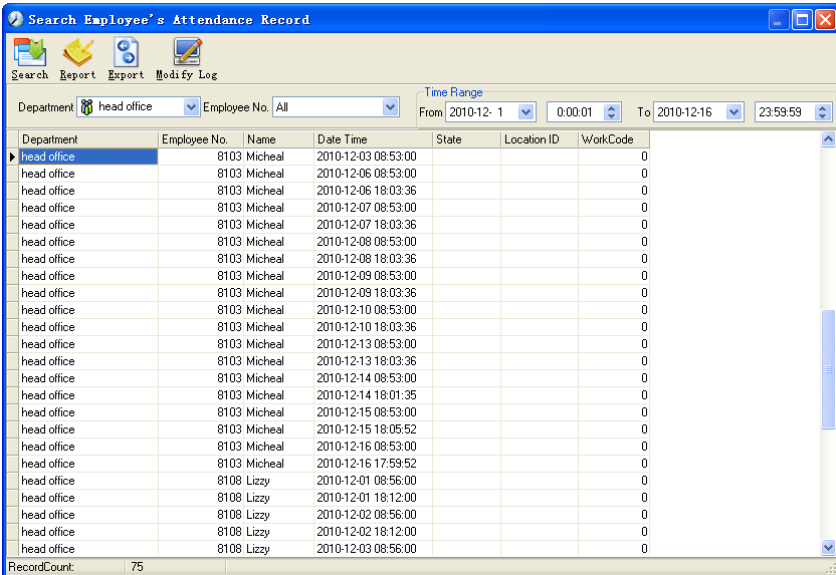 Search Employee's Attendance Record
Search Report Export Modify Log
Time Range
Department head office Employee No. All From 2010-12- 1 0:00:01 To 2010-12-16 23:59:59
Department Employee No. Name Date Time State Location ID WorkCode
head office 8103 Micheal 2010-12-03 08:53:00 0
head office 8103 Micheal 2010-12-06 08:53:00 0
head office 8103 Micheal 2010-12-06 18:03:36 0
head office 8103 Micheal 2010-12-07 08:53:00 0
head office 8103 Micheal 2010-12-07 18:03:36 0
head office 8103 Micheal 2010-12-08 08:53:00 0
head office 8103 Micheal 2010-12-08 18:03:36 0
head office 8103 Micheal 2010-12-09 08:53:00 0
head office 8103 Micheal 2010-12-09 18:03:36 0
head office 8103 Micheal 2010-12-10 08:53:00 0
head office 8103 Micheal 2010-12-10 18:03:36 0
head office 8103 Micheal 2010-12-13 08:53:00 0
head office 8103 Micheal 2010-12-13 18:03:36 0
head office 8103 Micheal 2010-12-14 08:53:00 0
head office 8103 Micheal 2010-12-14 18:01:35 0
head office 8103 Micheal 2010-12-15 08:53:00 0
head office 8103 Micheal 2010-12-15 18:05:52 0
head office 8103 Micheal 2010-12-16 08:53:00 0
head office 8103 Micheal 2010-12-16 17:59:52 0
head office 8108 Lizzy 2010-12-01 08:56:00 0
head office 8108 Lizzy 2010-12-01 18:12:00 0
head office 8108 Lizzy 2010-12-02 08:56:00 0
head office 8108 Lizzy 2010-12-02 18:12:00 0
head office 8108 Lizzy 2010-12-03 08:56:00 0
RecordCount: 75